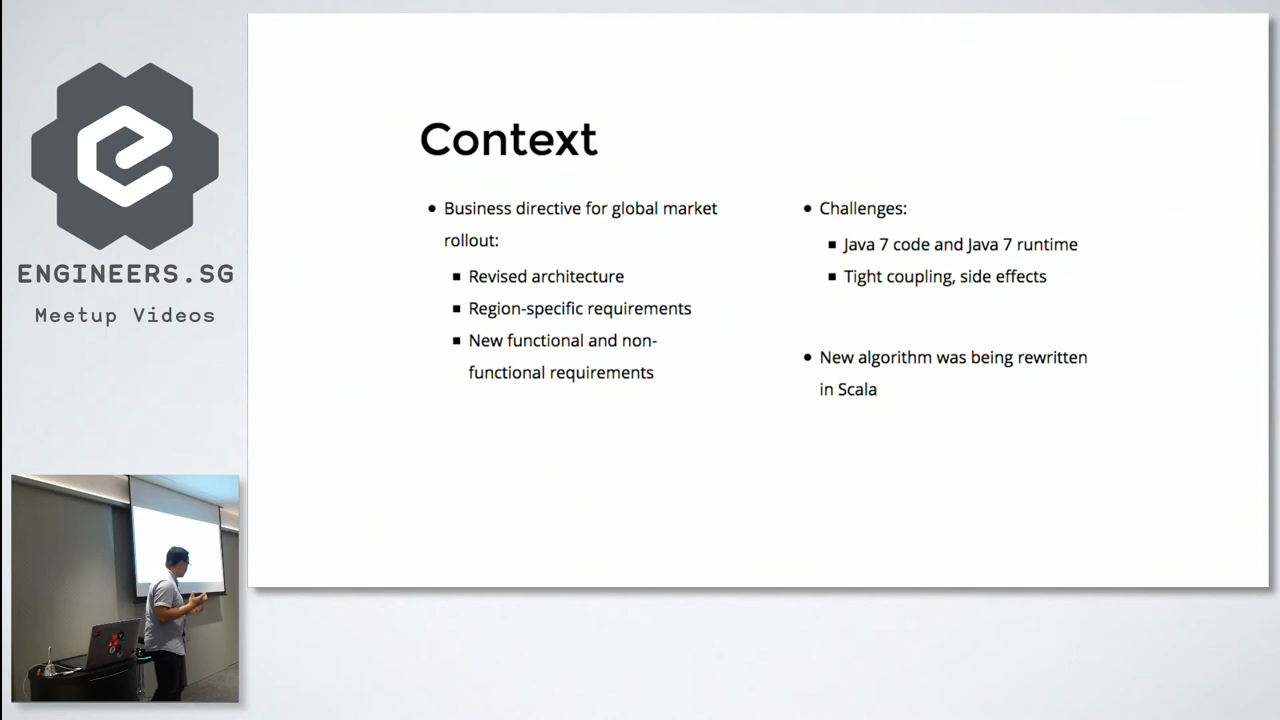 ENGINEERS.SG
Meetup Videos
Context
Business directive for global market
rollout:
Revised architecture
Region-specific requirements
New functional and non-
functional requirements
Challenges:
Java 7 code and Java 7 runtime
Tight coupling, side effects
New algorithm was being rewritten
in Scala